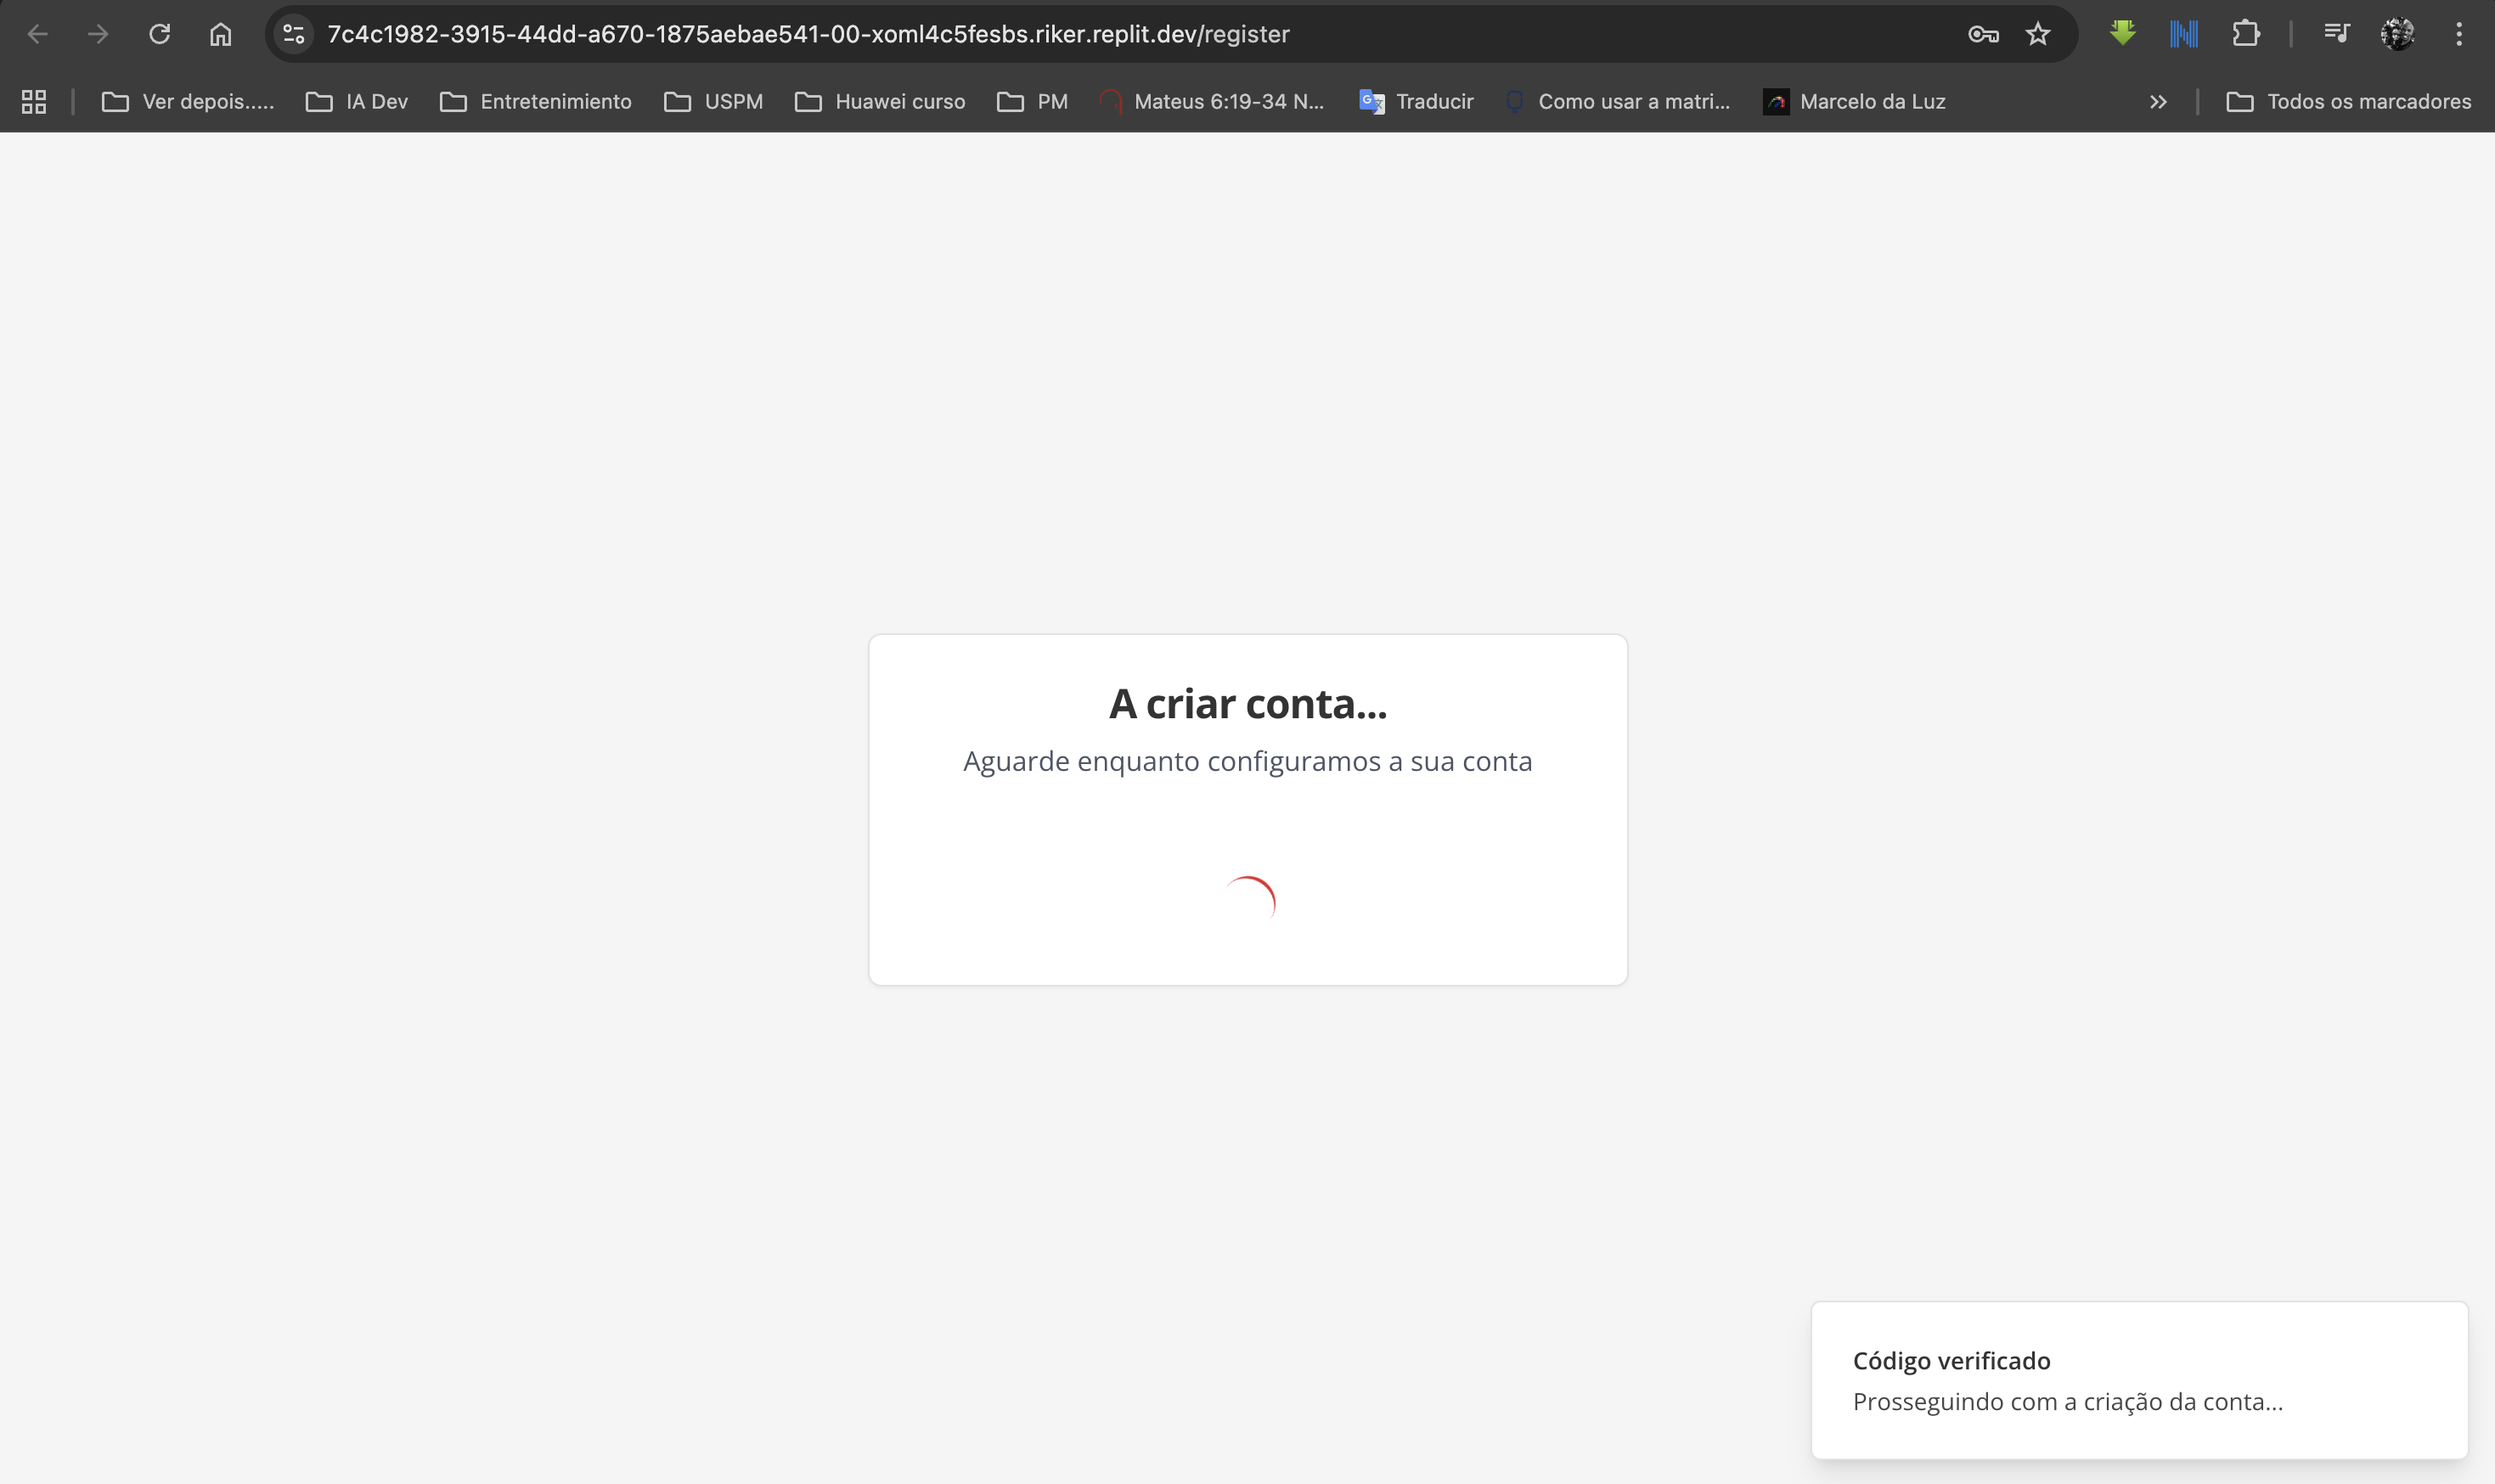 7c4c1982-3915-44dd-a670-1875aebae541-00-xoml4c5fesbs.riker.replit.dev/register
Ver depois..... IA Dev Entretenimiento USPM Huawei curso PM Mateus 6:19-34 N... Traducir Como usar a matri... Marcelo da Luz Todos os marcadores
A criar conta...
Aguarde enquanto configuramos a sua conta
Código verificado
Prosseguindo com a criação da conta...